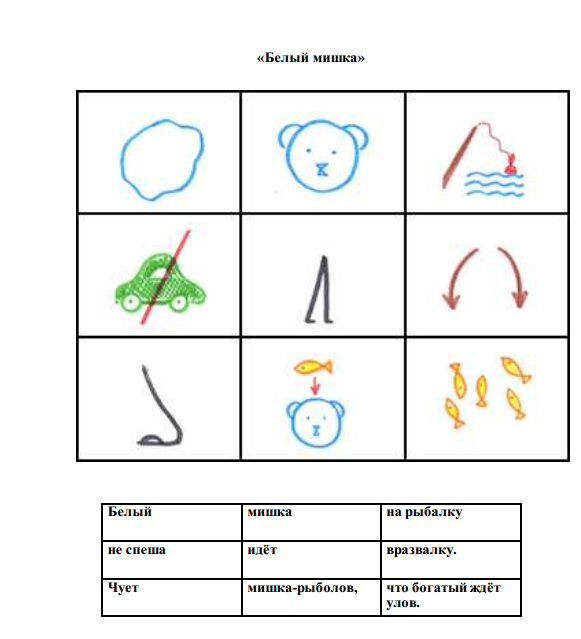 «Белый мишка»
Белый мишка на рыбалку
не спеша идёт вразвалку.
Чует мишка-рыболов, что богатый ждёт
улов.